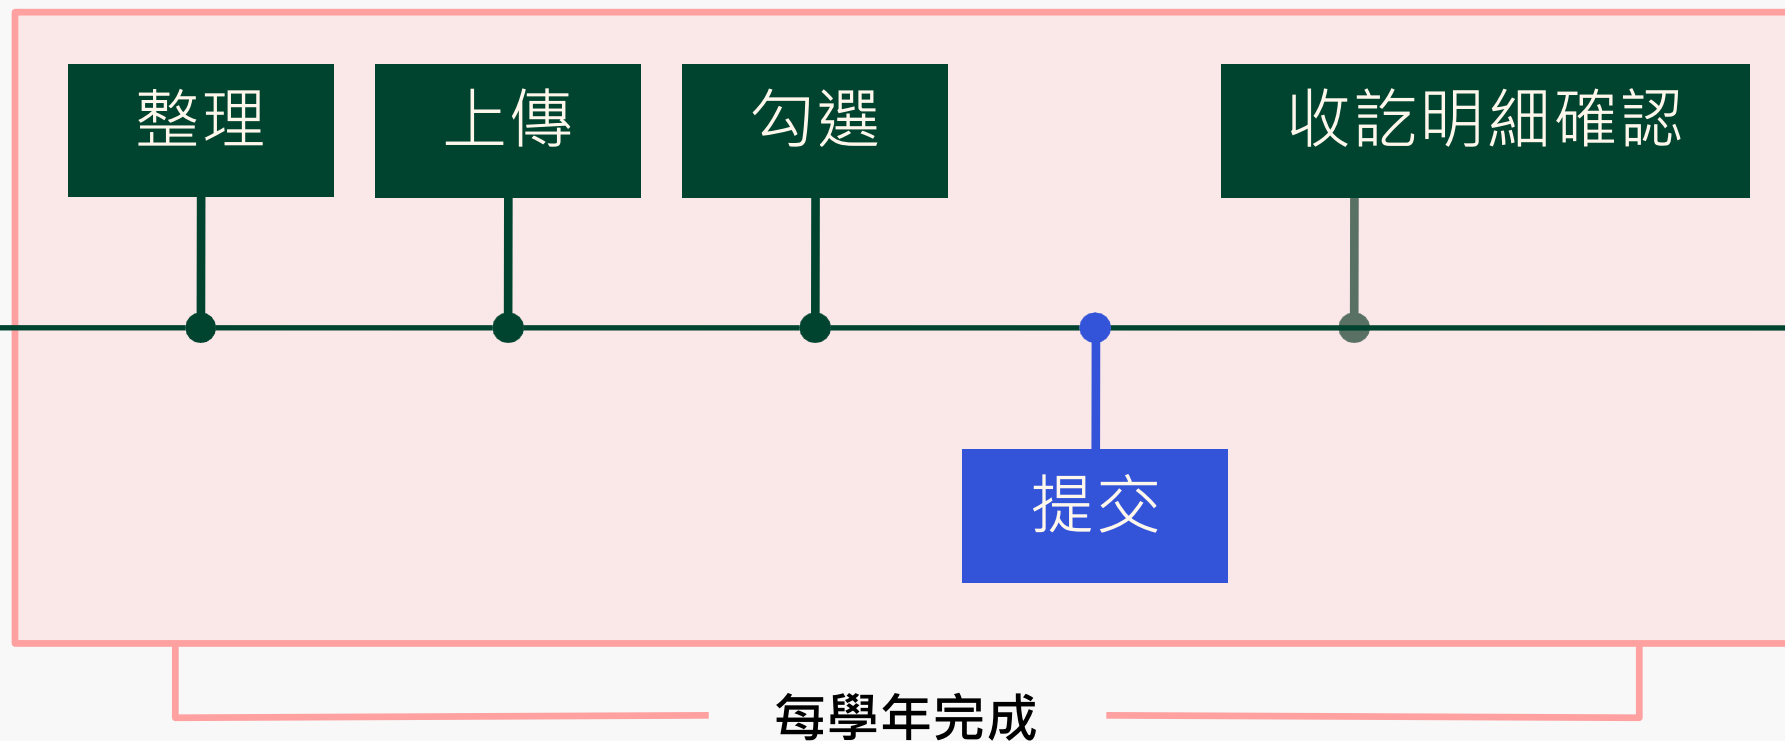 整理
上傳
勾選
收訖明細確認
提交
每學年完成